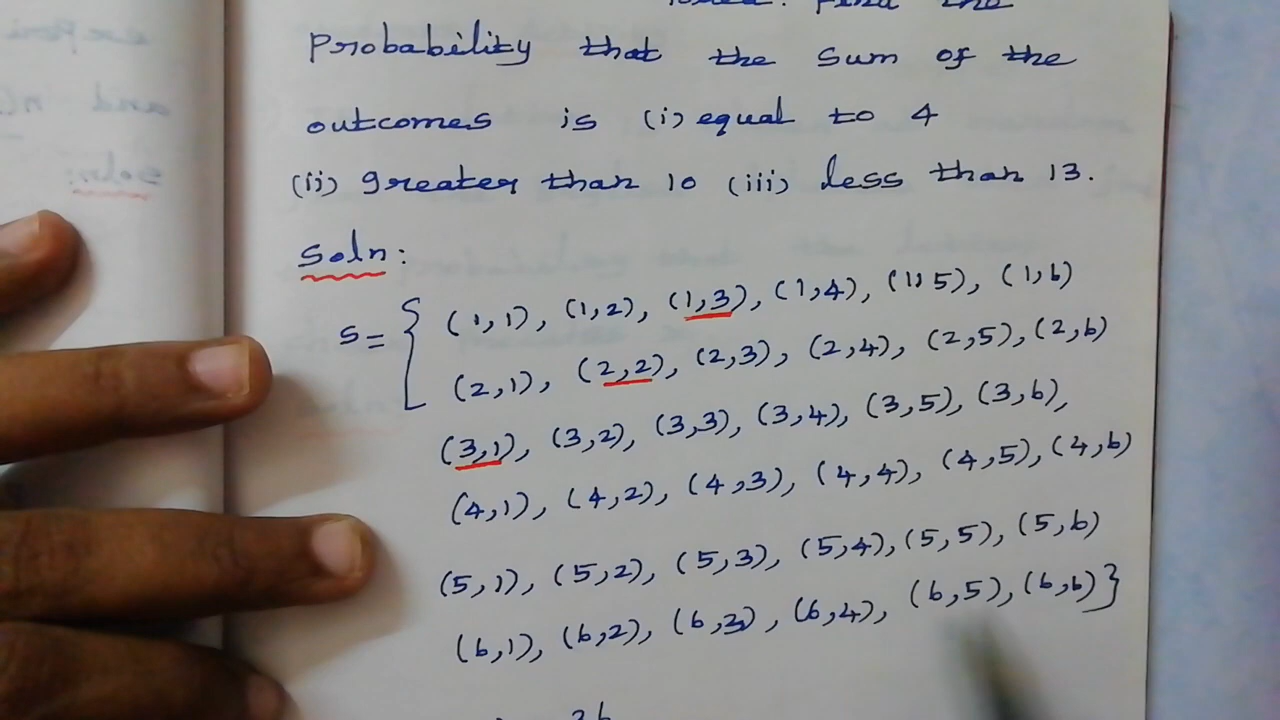 find the
probability that the sum of the
outcomes is (i) equal to 4
(ii) greater than 10 (iii) less than 13.
Soln:
S = { (1,1), (1,2), (1,3), (1,4), (1,5), (1,6)
(2,1), (2,2), (2,3), (2,4), (2,5), (2,6)
(3,1), (3,2), (3,3), (3,4), (3,5), (3,6),
(4,1), (4,2), (4,3), (4,4), (4,5), (4,6)
(5,1), (5,2), (5,3), (5,4), (5,5), (5,6)
(6,1), (6,2), (6,3), (6,4), (6,5), (6,6)}
36